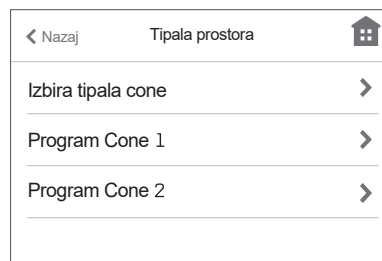 Nazaj Tipala prostora
Izbira tipala cone
Program Cone 1
Program Cone 2